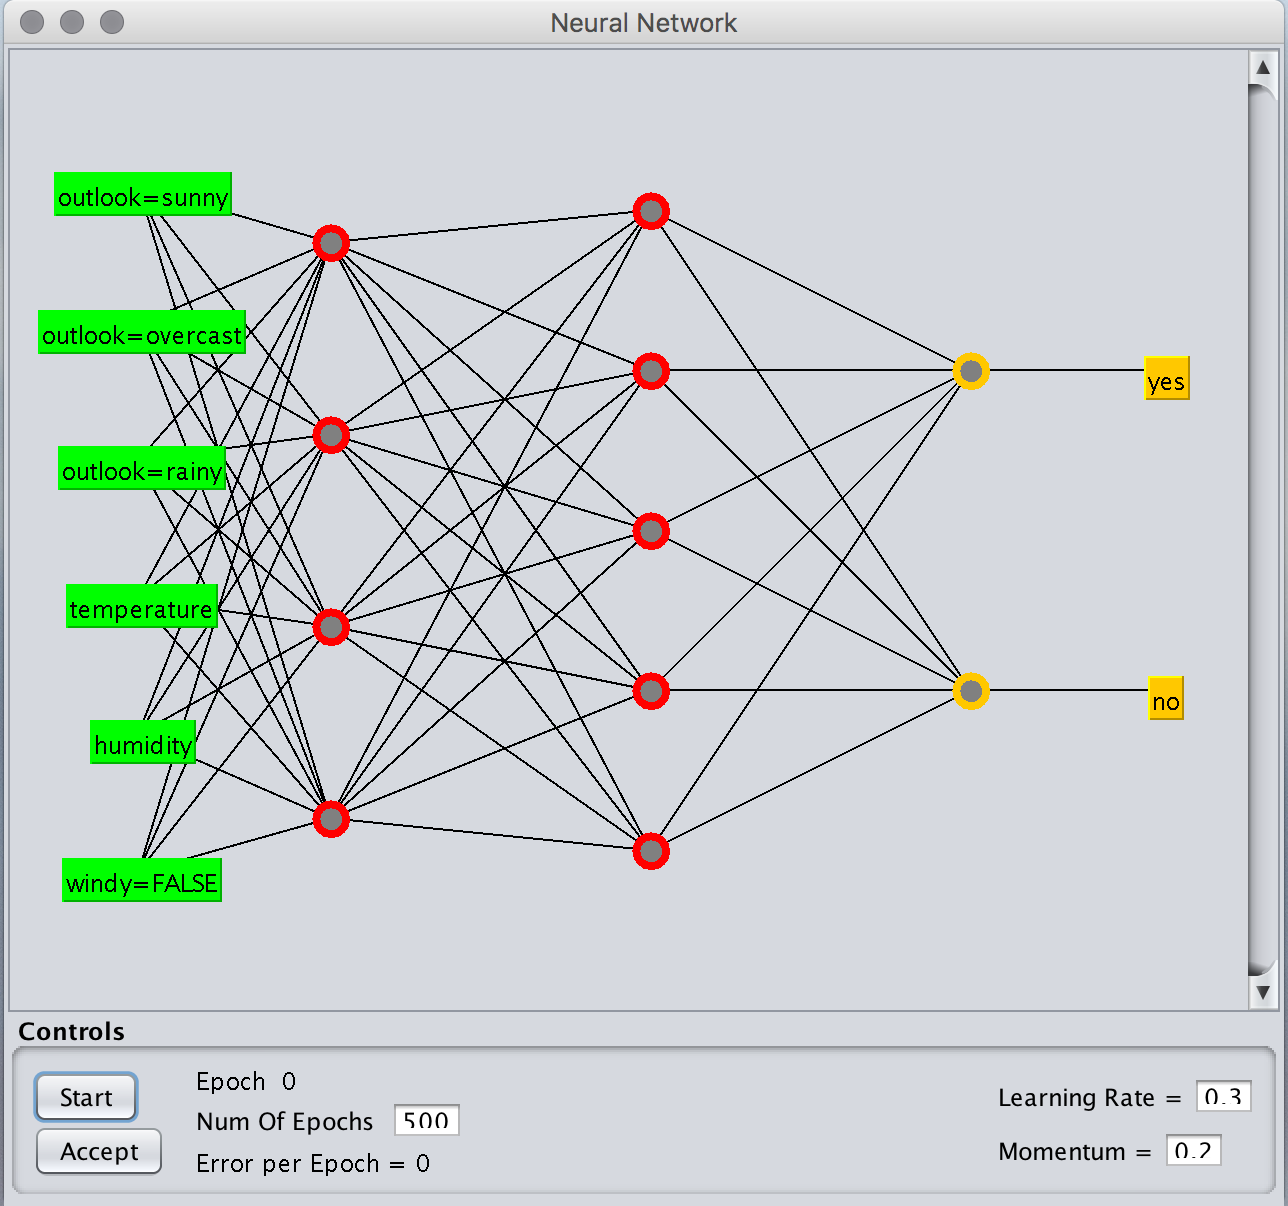 Neural Network
outlook=sunny
outlook=overcast
outlook=rainy
temperature
humidity
windy=FALSE
yes
no
Controls
Start
Accept
Epoch 0
Num Of Epochs 500
Error per Epoch = 0
Learning Rate = 0.3
Momentum = 0.2